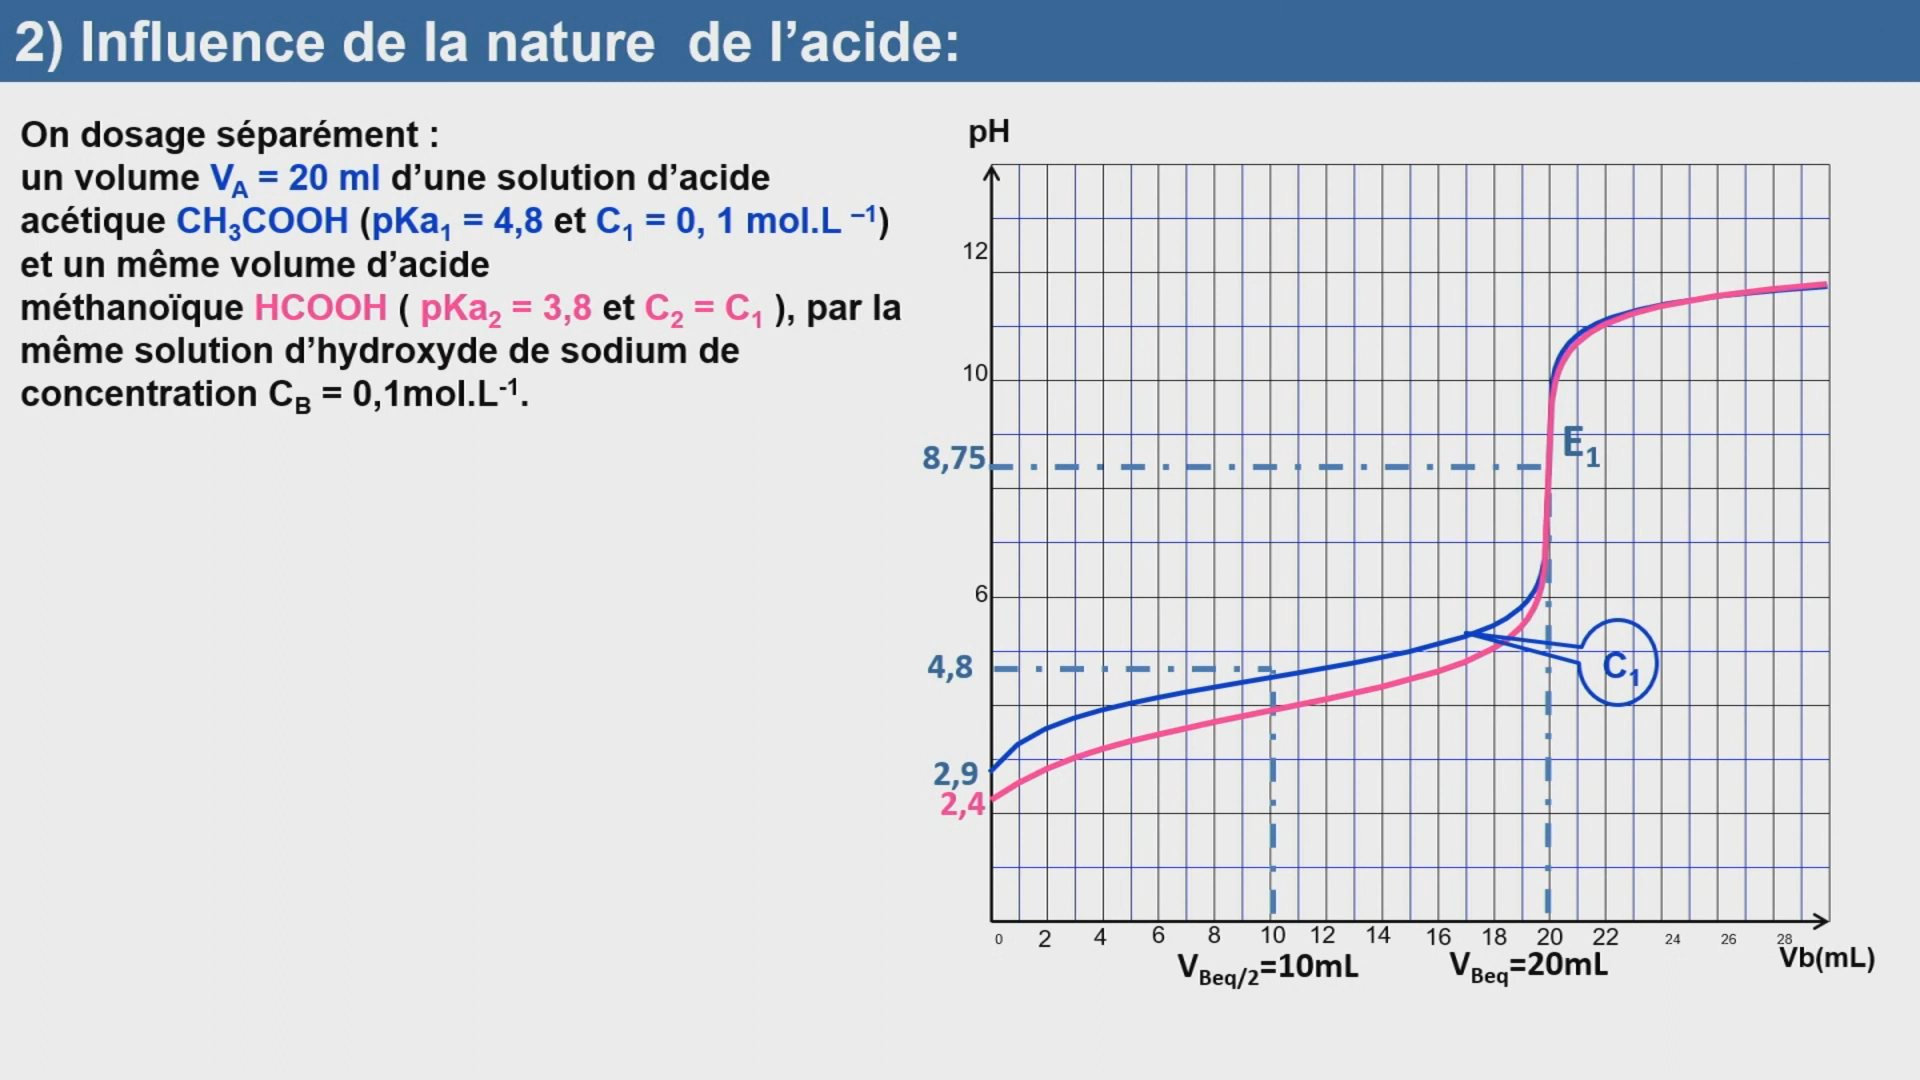 2) Influence de la nature de l’acide:
On dosage séparément :
un volume VA = 20 ml d’une solution d’acide
acétique CH3COOH (pKa1 = 4,8 et C1 = 0, 1 mol.L –1)
et un même volume d’acide
méthanoïque HCOOH ( pKa2 = 3,8 et C2 = C1 ), par la
même solution d’hydroxyde de sodium de
concentration CB = 0,1mol.L-1.
pH
12
10
8,75
E1
6
4,8
C1
2,9
2,4
0 2 4 6 8 10 12 14 16 18 20 22 24 26 28
Vb(mL)
VBeq/2=10mL
VBeq=20mL